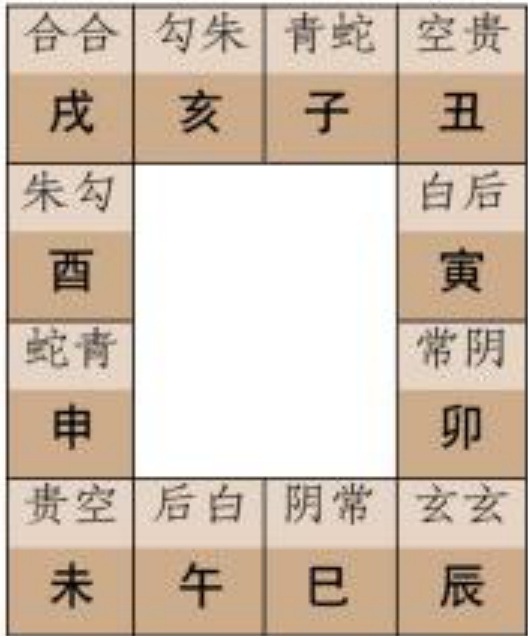 合合 勾朱 青蛇 空贵
戌 亥 子 丑
朱勾 白后
酉 寅
蛇青 常阴
申 卯
贵空 后白 阴常 玄玄
未 午 巳 辰